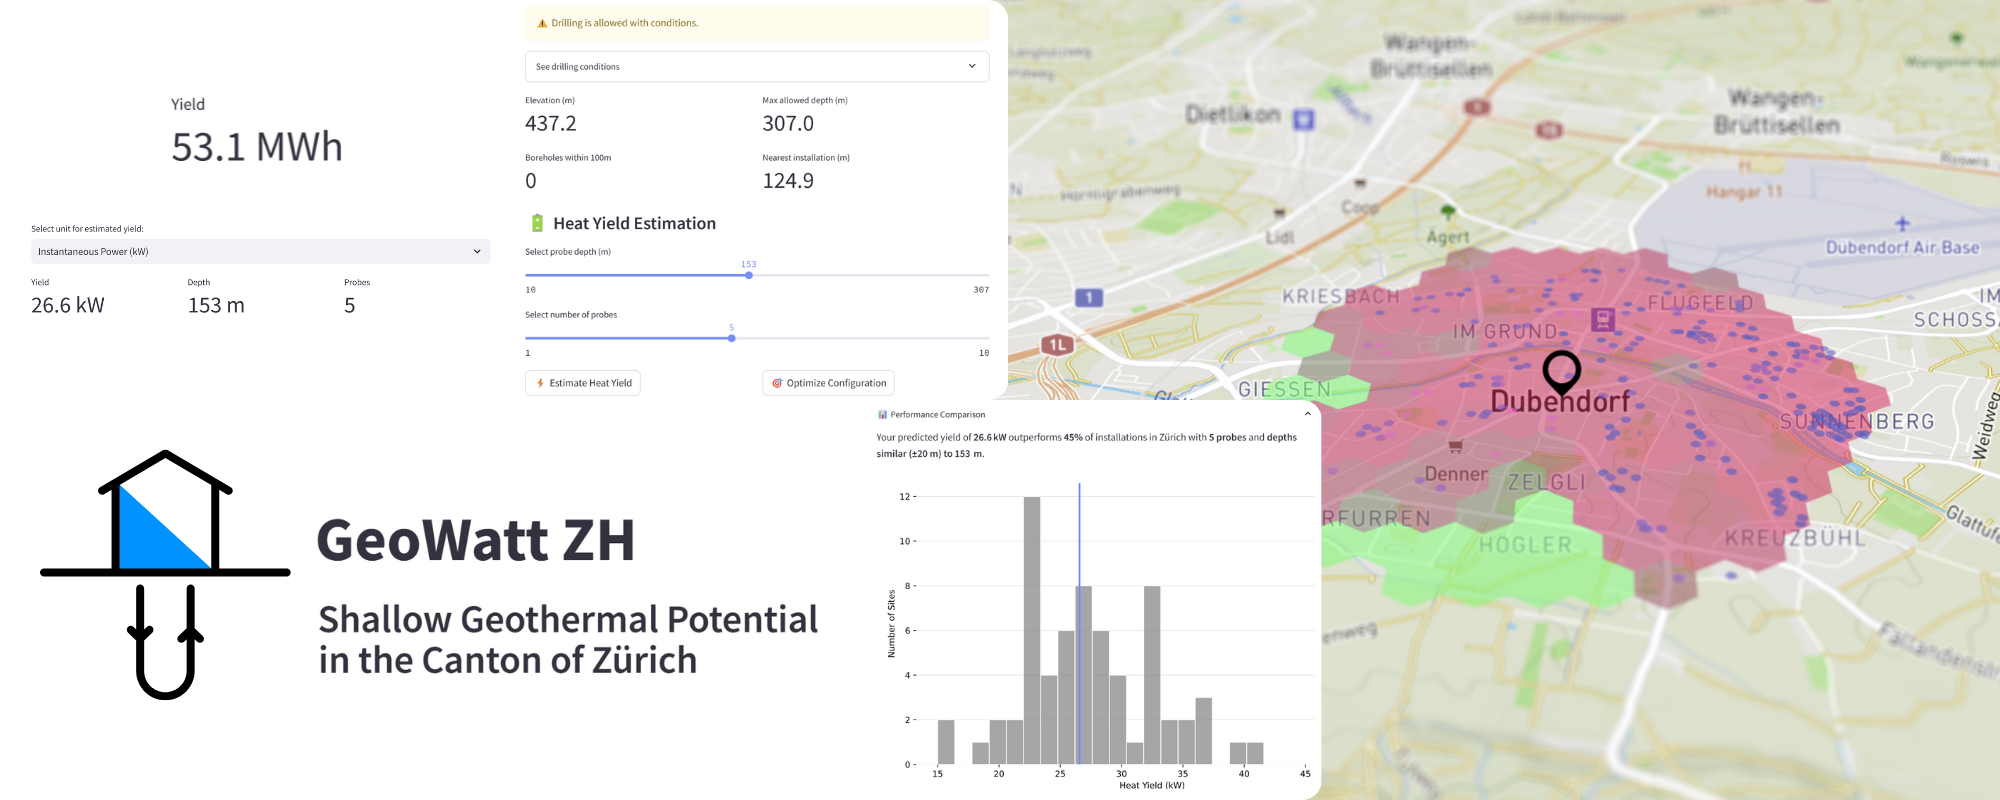 Yield
53.1 MWh
Select unit for estimated yield:
Instantaneous Power (kW)
Yield
Depth
Probes
26.6 kW
153 m
5
⚠️ Drilling is allowed with conditions.
See drilling conditions
Elevation (m)
Max allowed depth (m)
437.2
307.0
Boreholes within 100m
Nearest installation (m)
0
124.9
Heat Yield Estimation
Select probe depth (m)
153
10
307
Select number of probes
5
1
10
Estimate Heat Yield
Optimize Configuration
GeoWatt ZH
Shallow Geothermal Potential
in the Canton of Zürich
Performance Comparison
Your predicted yield of 26.6 kW outperforms 45% of installations in Zürich with 5 probes and depths
similar (±20 m) to 153 m.
Number of Sites
12
10
8
6
4
2
0
15
20
25
30
35
40
45
Heat Yield (kW)
Wangen-
Brüttisellen
Wangen-
Brüttisellen
Dietlikon
Hangar 11
Hörnligrabenweg
Coop
Lidl
Agert
Dubendorf Air Base
1
KRIESBACH
FLUGFELD
IM GRUND
1L
GIESSEN
Dubendorf
SUNNENBERG
Weidweg
Denner
ZELGLI
RFURREN
HÖGLER
KREUZBÜHL
SCHOSS
IM
enweg